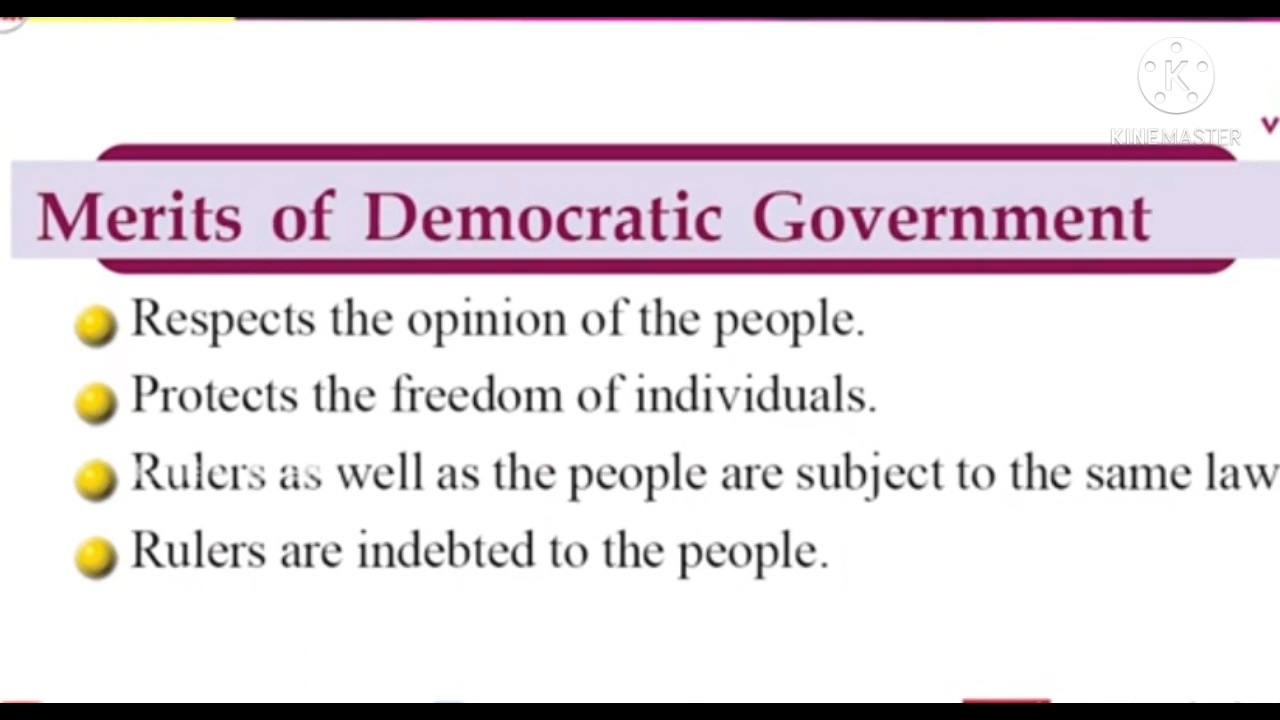 KINEMASTER
Merits of Democratic Government
Respects the opinion of the people.
Protects the freedom of individuals.
Rulers as well as the people are subject to the same law
Rulers are indebted to the people.